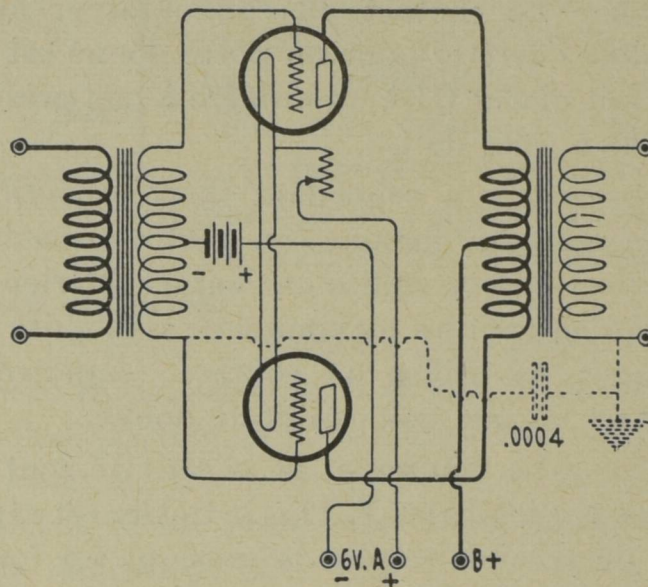 - +
.0004
6V. A B+
- +